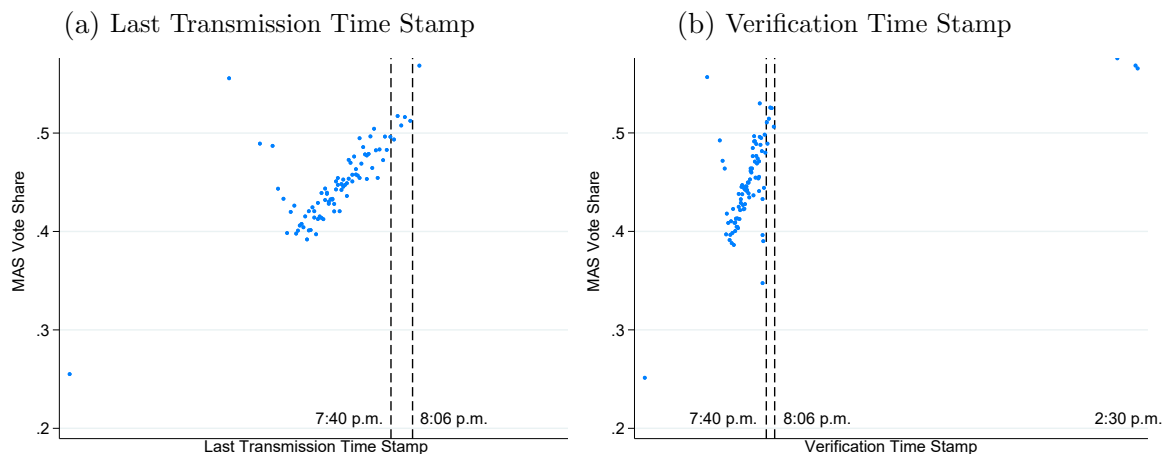 (a) Last Transmission Time Stamp
MAS Vote Share
.5
.4
.3
.2
7:40 p.m.
8:06 p.m.
Last Transmission Time Stamp
(b) Verification Time Stamp
MAS Vote Share
.5
.4
.3
.2
7:40 p.m.
8:06 p.m.
2:30 p.m.
Verification Time Stamp